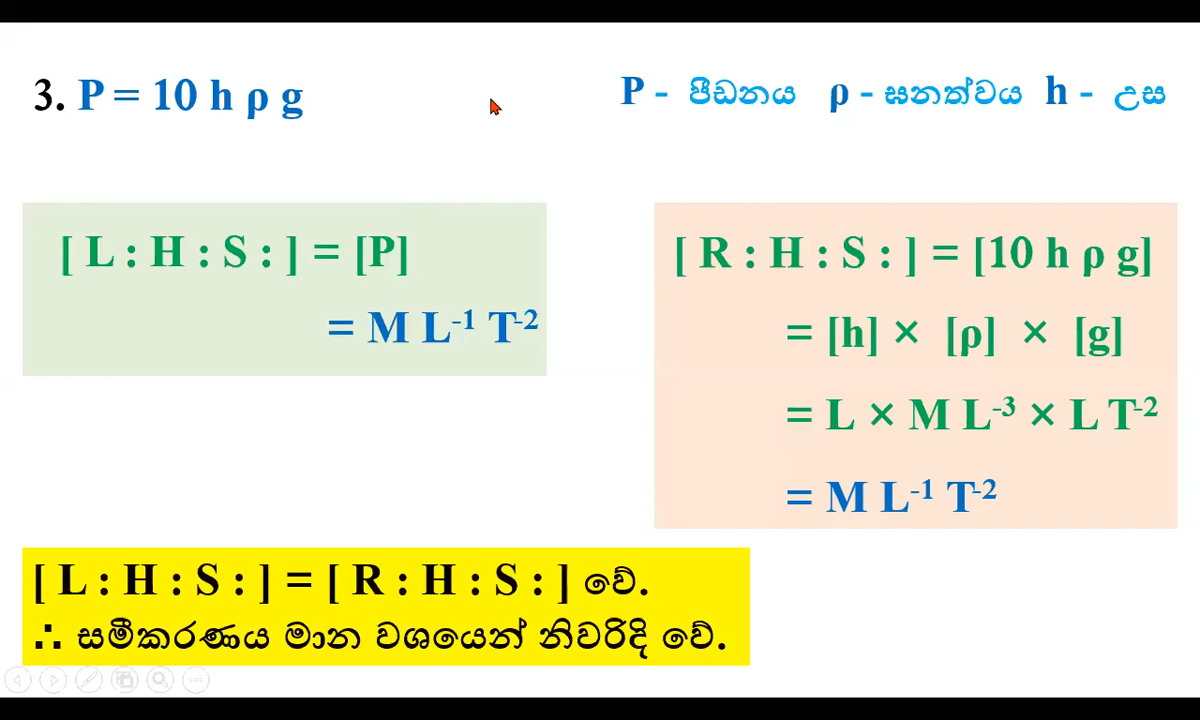 3. P = 10 h ρ g
P - පීඩනය ρ - ඝනත්වය h - උස
[ L : H : S : ] = [P]
= M L⁻¹ T⁻²
[ R : H : S : ] = [10 h ρ g]
= [h] × [ρ] × [g]
= L × M L⁻³ × L T⁻²
= M L⁻¹ T⁻²
[ L : H : S : ] = [ R : H : S : ] වේ.
∴ සමීකරණය මාන වශයෙන් නිවරිදි වේ.